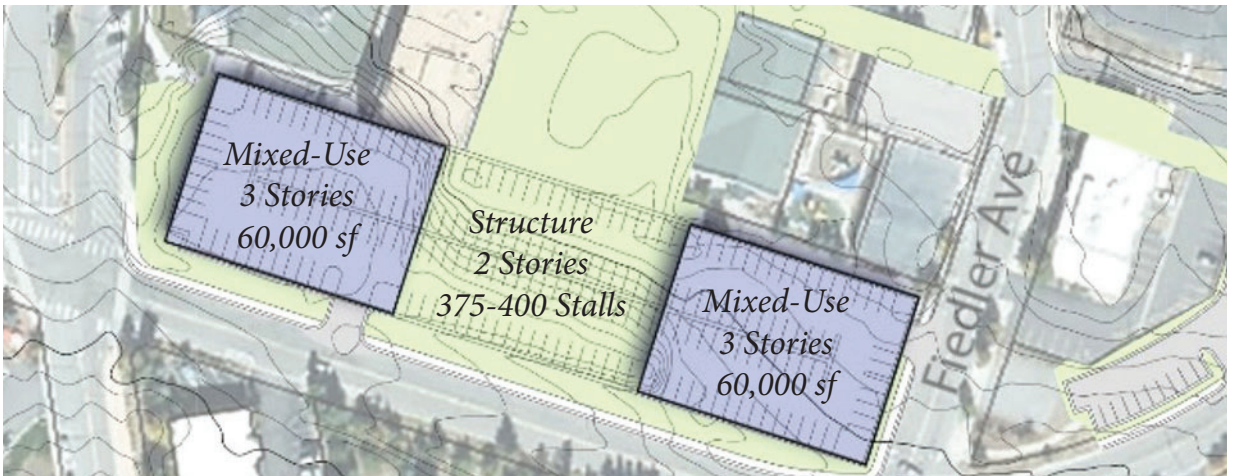 Mixed-Use
3 Stories
60,000 sf
Structure
2 Stories
375-400 Stalls
Mixed-Use
3 Stories
60,000 sf
Fiedler Ave